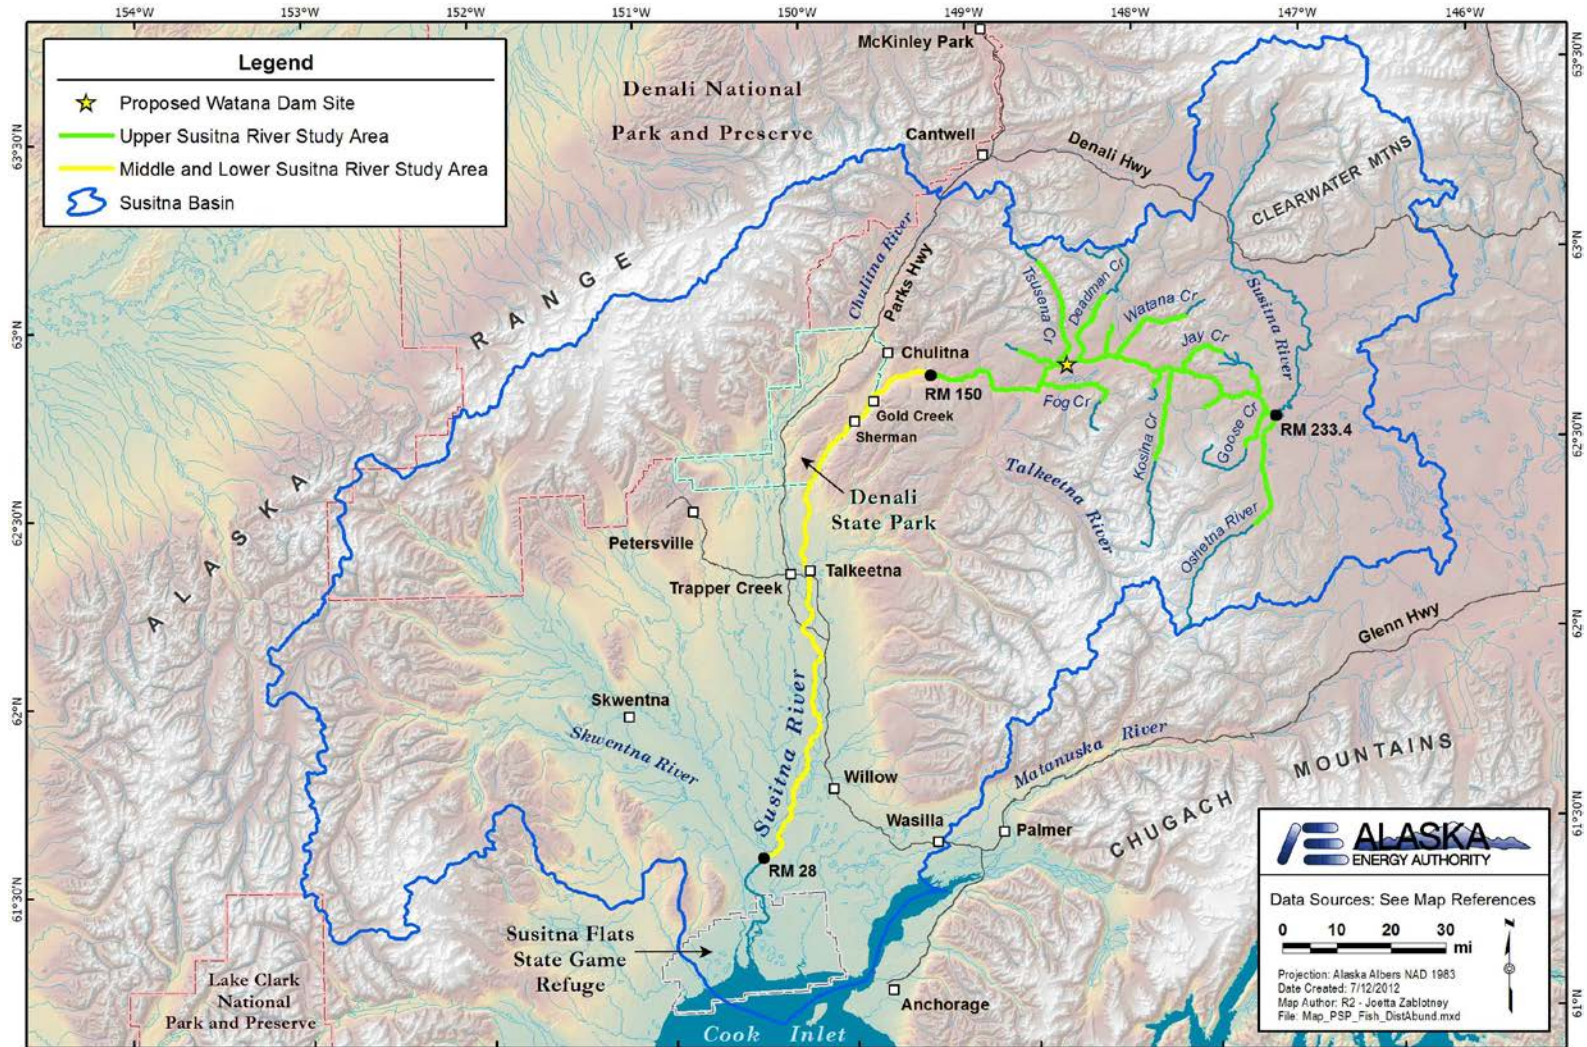 154°W 153°W 152°W 151°W 150°W 149°W 148°W 147°W 146°W
Legend
Proposed Watana Dam Site
Upper Susitna River Study Area
Middle and Lower Susitna River Study Area
Susitna Basin
McKinley Park
Denali National
Park and Preserve
Cantwell
Denali Hwy
CLEARWATER MTNS
63°30'N
63°N
62°30'N
62°N
61°30'N
ALASKA RANGE
Chulitna River
Parks Hwy
Tsusena Cr
Deadman Cr
Watana Cr
Jay Cr
Susitna River
Chulitna
RM 150
Gold Creek
Sherman
Fog Cr
Kosina Cr
Goose Cr
RM 233.4
Denali
State Park
Talkeetna River
Oshetna River
Petersville
Trapper Creek
Talkeetna
Glenn Hwy
Skwentna
Skwentna River
Susitna River
Willow
Matanuska River
Wasilla
Palmer
CHUGACH MOUNTAINS
RM 28
Susitna Flats
State Game
Refuge
Lake Clark
National
Park and Preserve
Anchorage
Cook Inlet
ALASKA
ENERGY AUTHORITY
Data Sources: See Map References
0 10 20 30
mi
N
Projection: Alaska Albers NAD 1983
Date Created: 7/12/2012
Map Author: R2 - Joetta Zablotney
File: Map_PSP_Fish_DistAbund.mxd